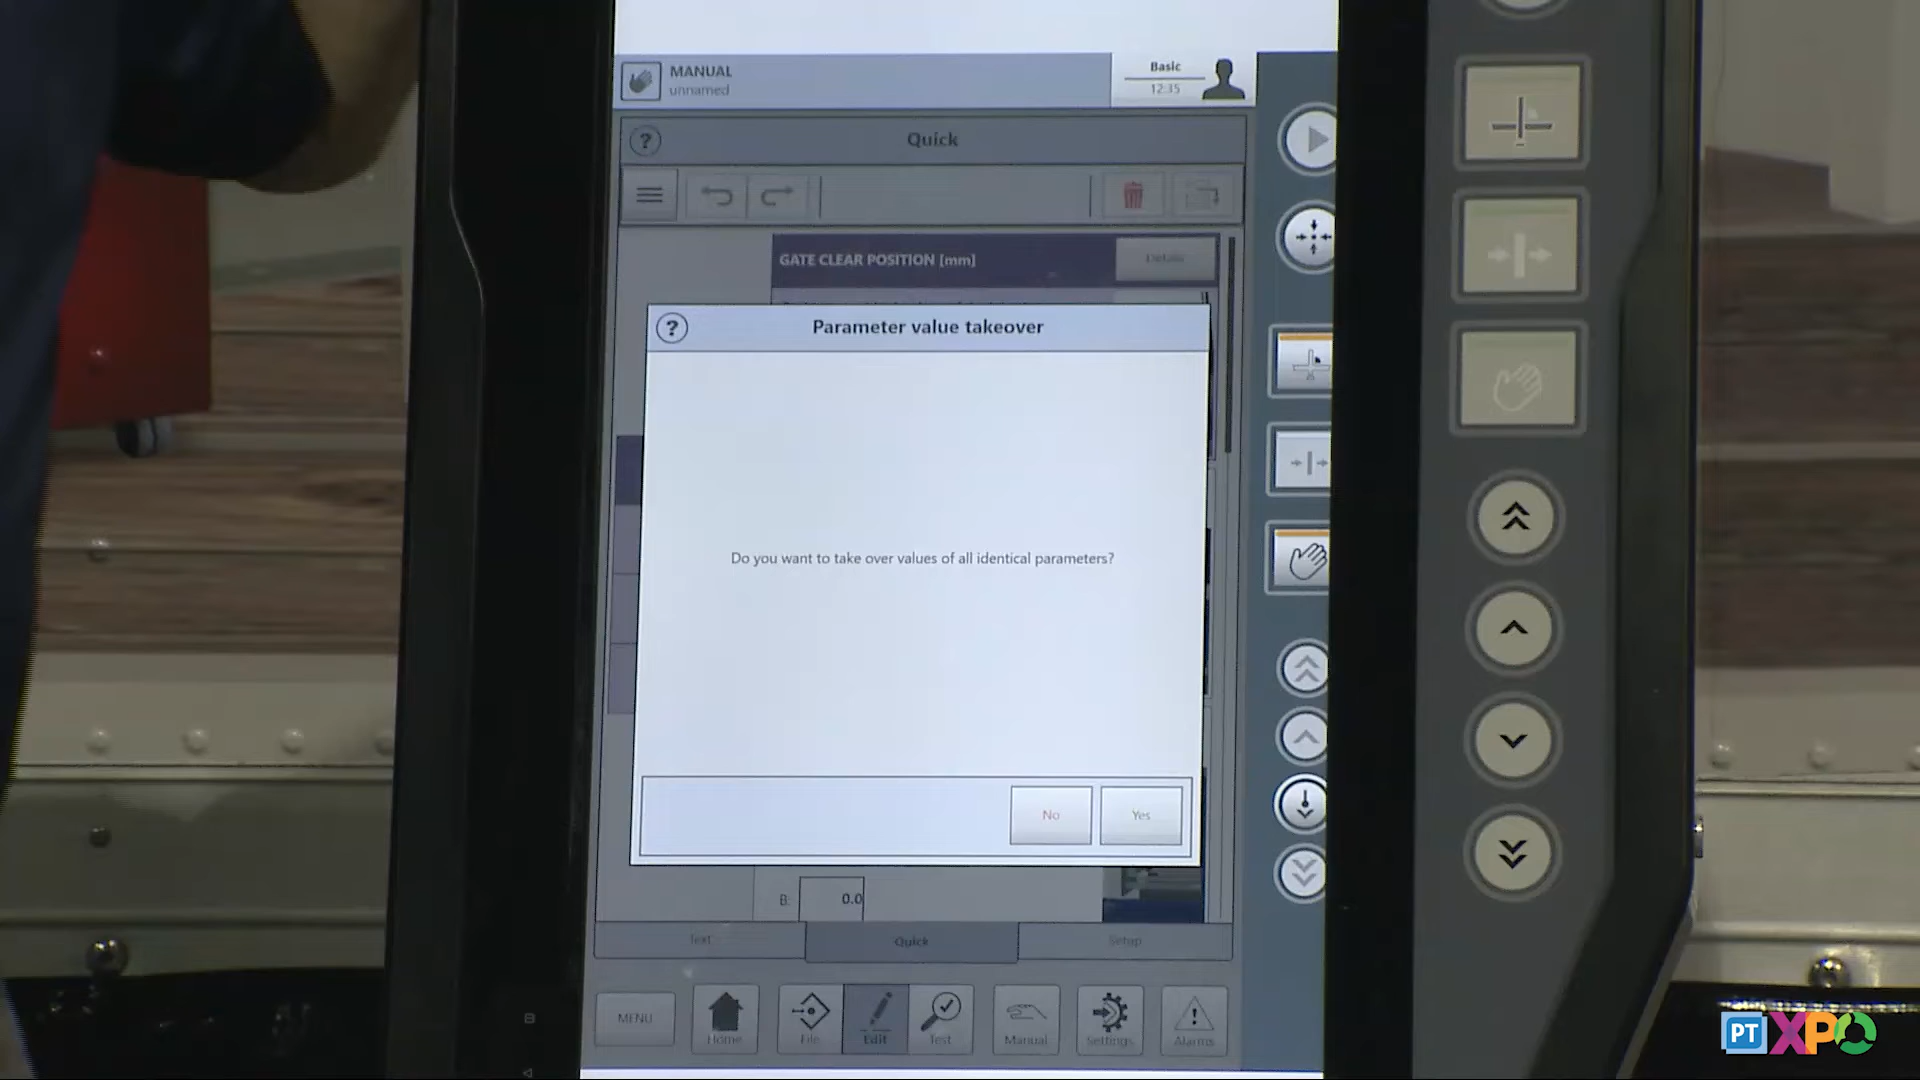 MANUAL
unnamed
Basic
12:35
?
Quick
GATE CLEAR POSITION [mm]
Details
?
Parameter value takeover
Do you want to take over values of all identical parameters?
No
Yes
B:
0.0
Text
Quick
Setup
MENU
Home
File
Edit
Test
Manual
Settings
Alarms
PT
XPO